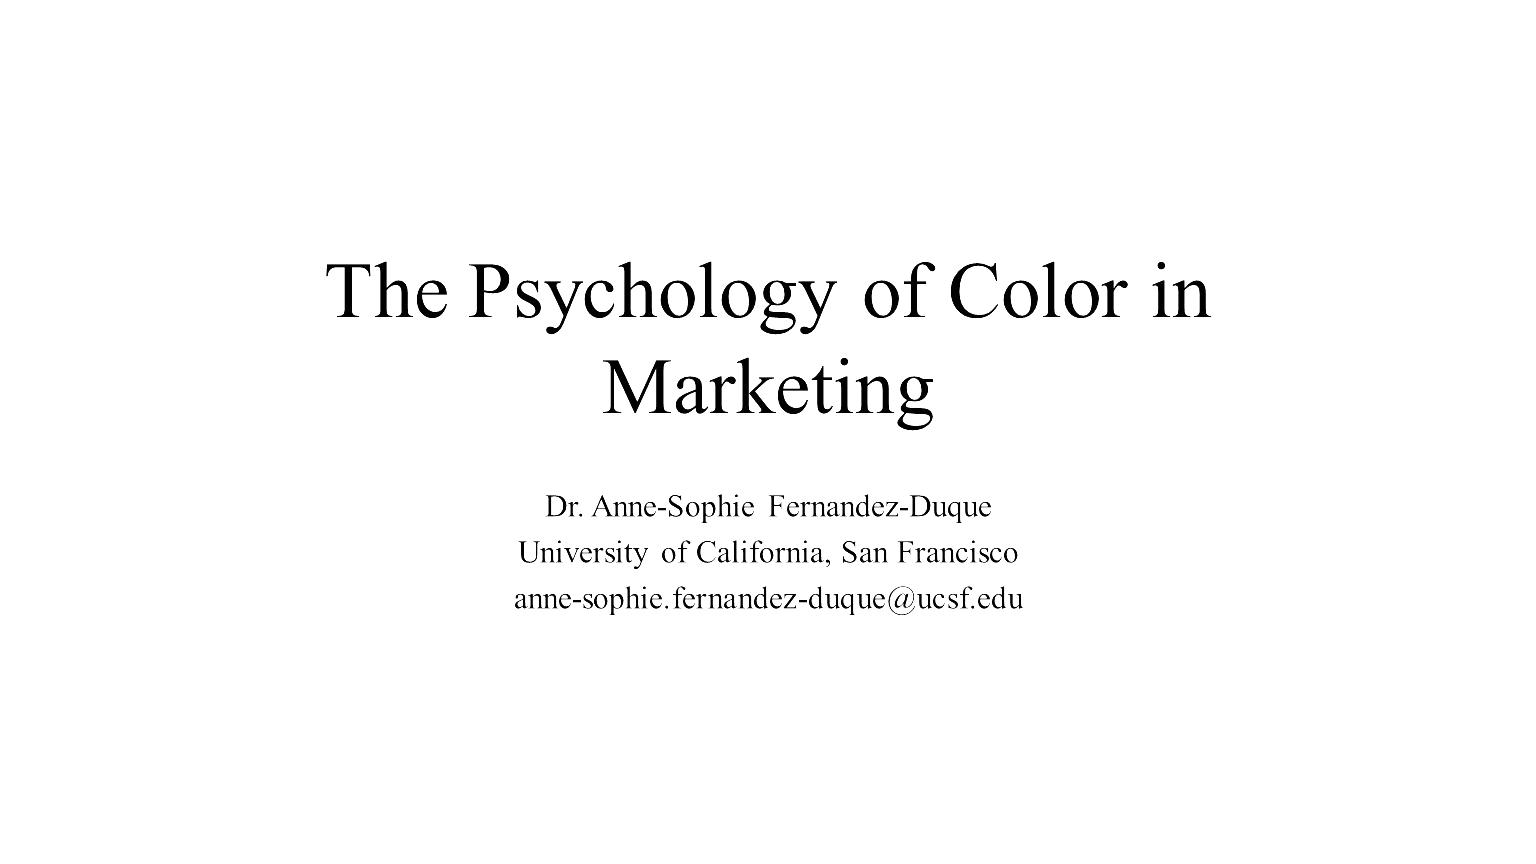 The Psychology of Color in
Marketing
Dr. Anne-Sophie Fernandez-Duque
University of California, San Francisco
anne-sophie.fernandez-duque@ucsf.edu